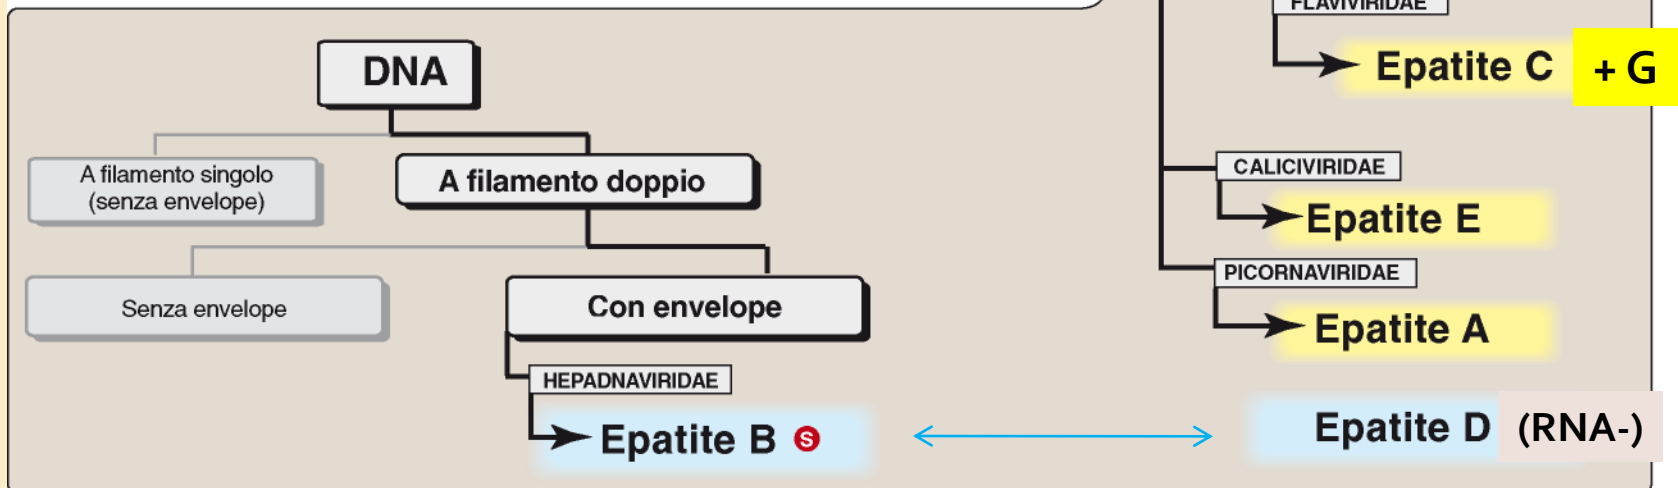 DNA
A filamento singolo
(senza envelope)
A filamento doppio
Senza envelope
Con envelope
HEPADNAVIRIDAE
Epatite B S
FLAVIVIRIDAE
Epatite C + G
CALICIVIRIDAE
Epatite E
PICORNAVIRIDAE
Epatite A
Epatite D (RNA-)